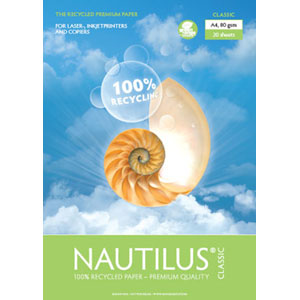 THE RECYCLED PREMIUM PAPER
FOR LASER-, INKJETPRINTERS
AND COPIERS
CLASSIC
A4, 80 gsm
30 sheets
100%
RECYCLING
NAUTILUS®
CLASSIC
100% RECYCLED PAPER – PREMIUM QUALITY